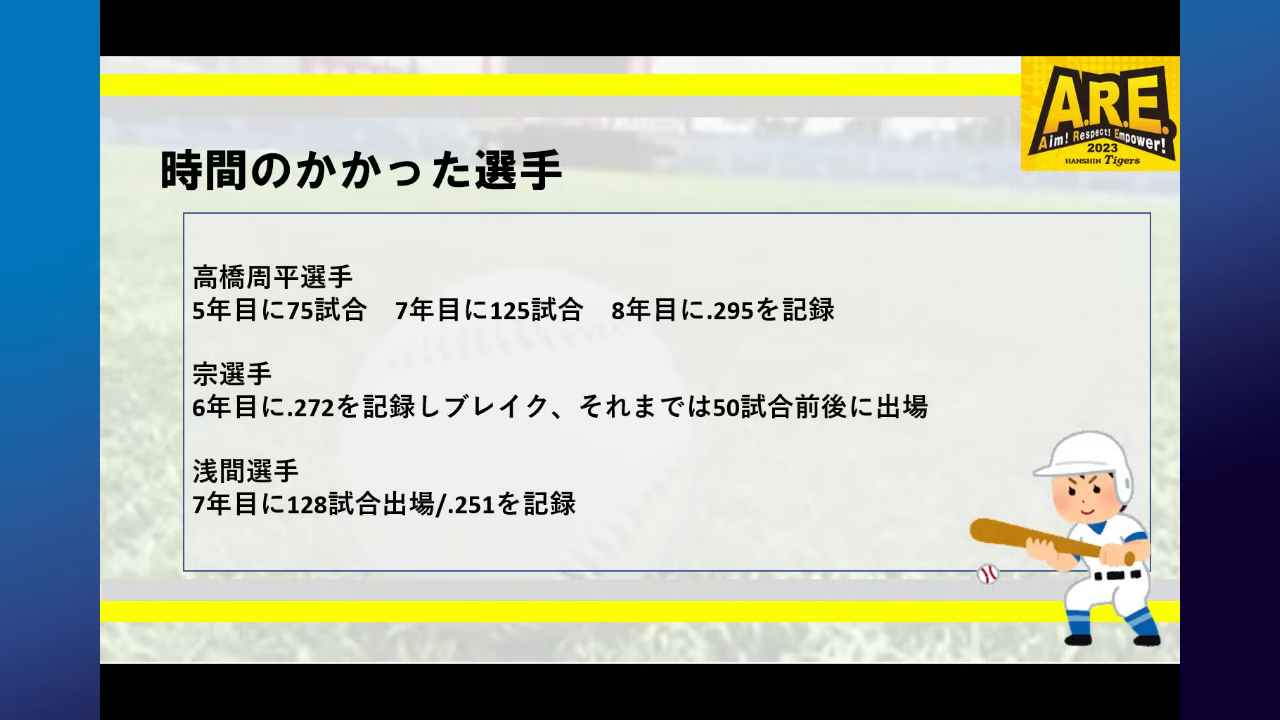 A.R.E.
Aim! Respect! Empower!
2023
HANSHIN Tigers
時間のかかった選手
高橋周平選手
5年目に75試合　7年目に125試合　8年目に.295を記録
宗選手
6年目に.272を記録しブレイク、それまでは50試合前後に出場
浅間選手
7年目に128試合出場/.251を記録